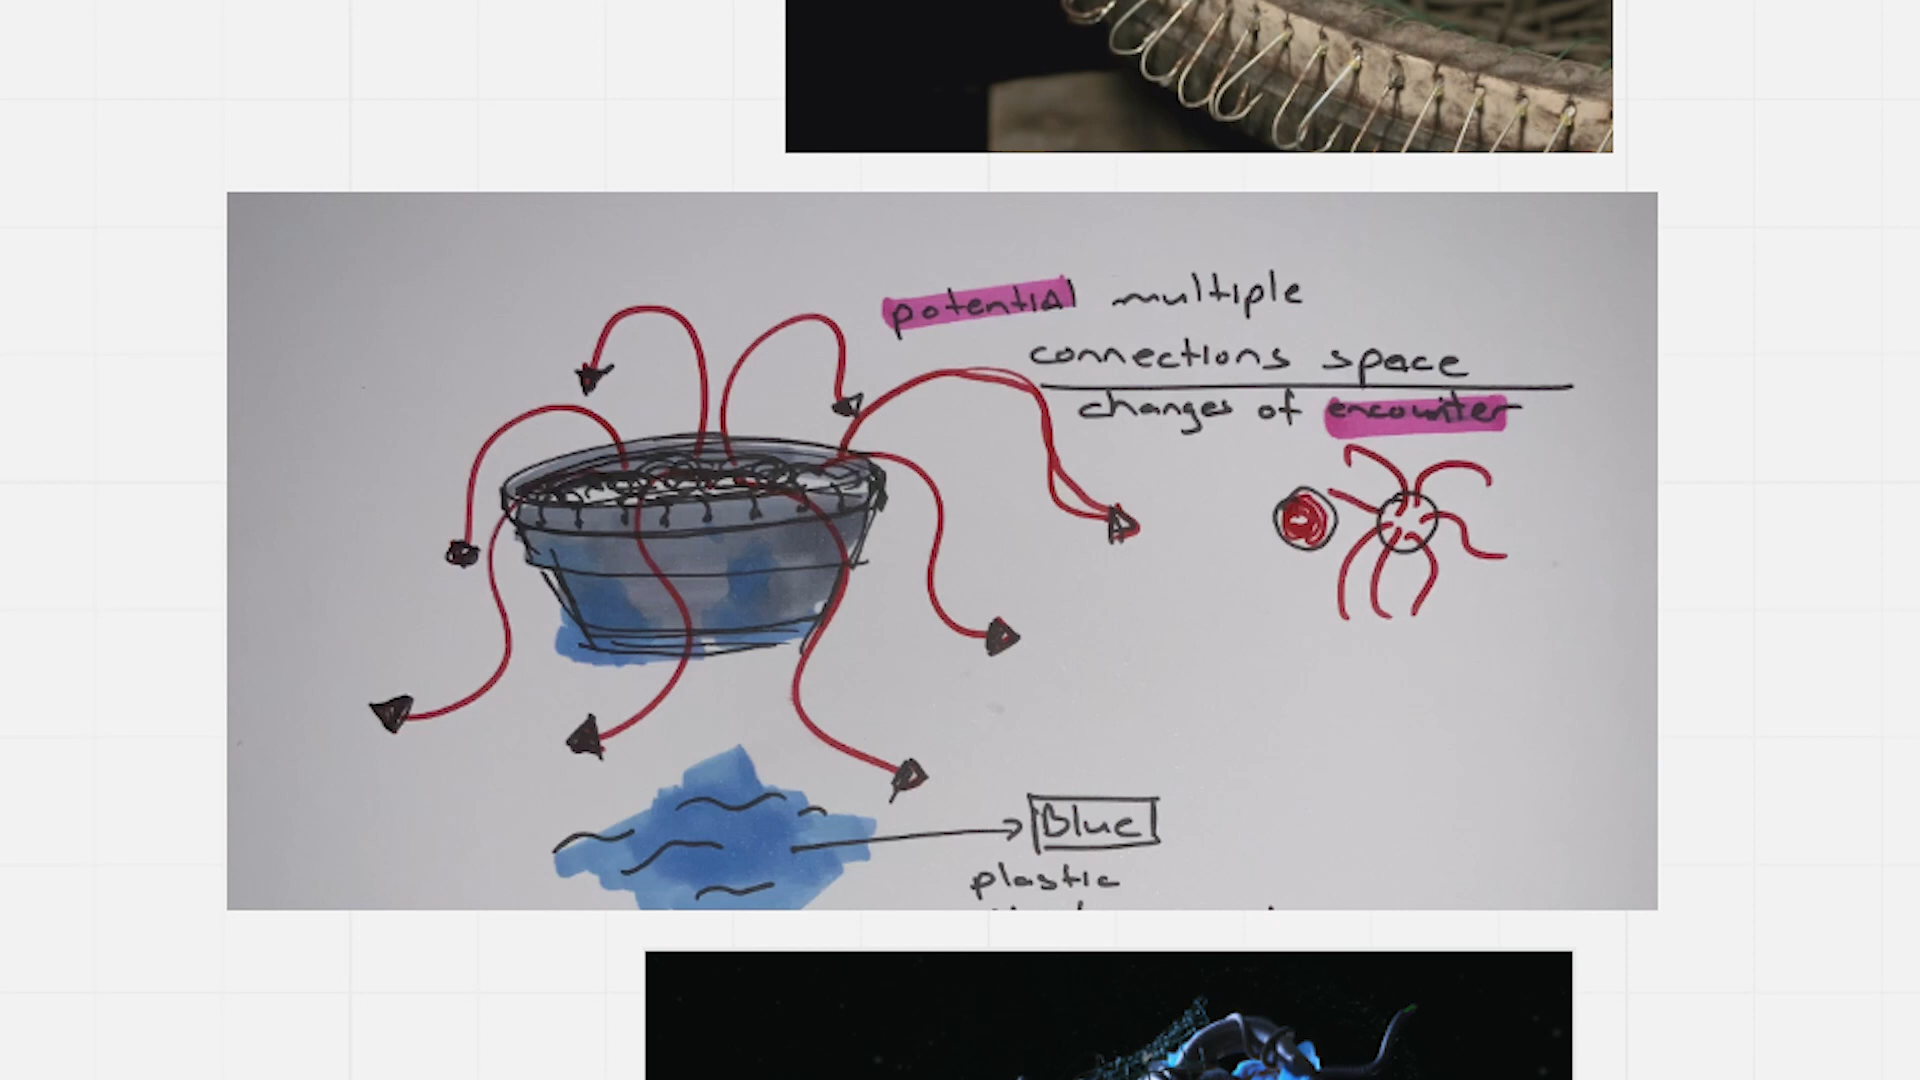 potential multiple
connections space
changes of encounter
Blue
plastic